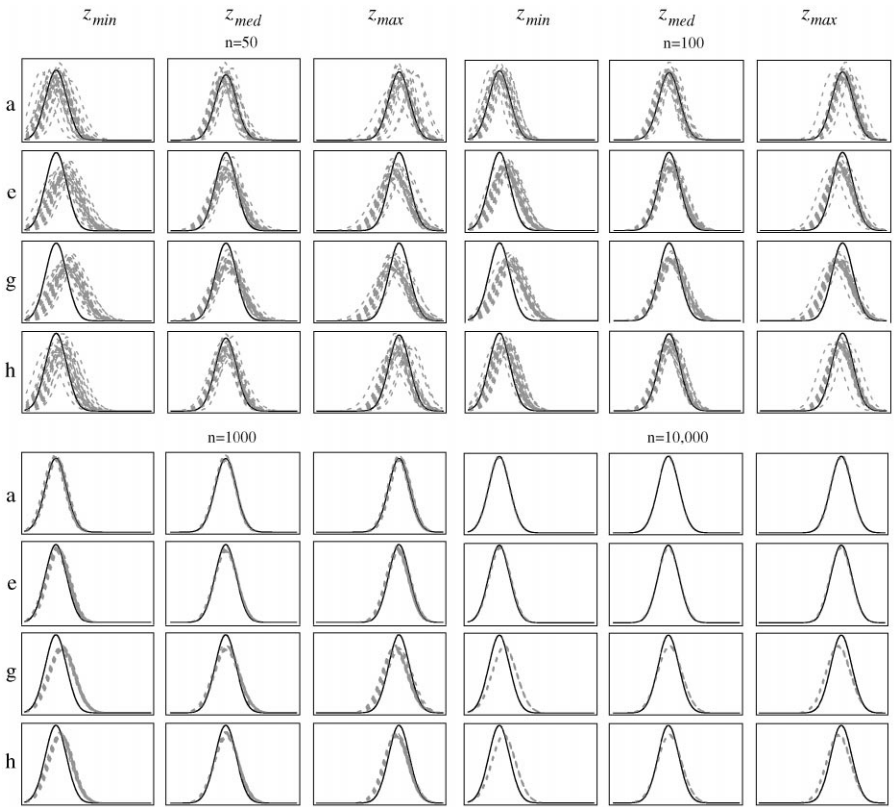 z_min z_med z_max z_min z_med z_max
n=50 n=100
a
e
g
h
n=1000 n=10,000
a
e
g
h